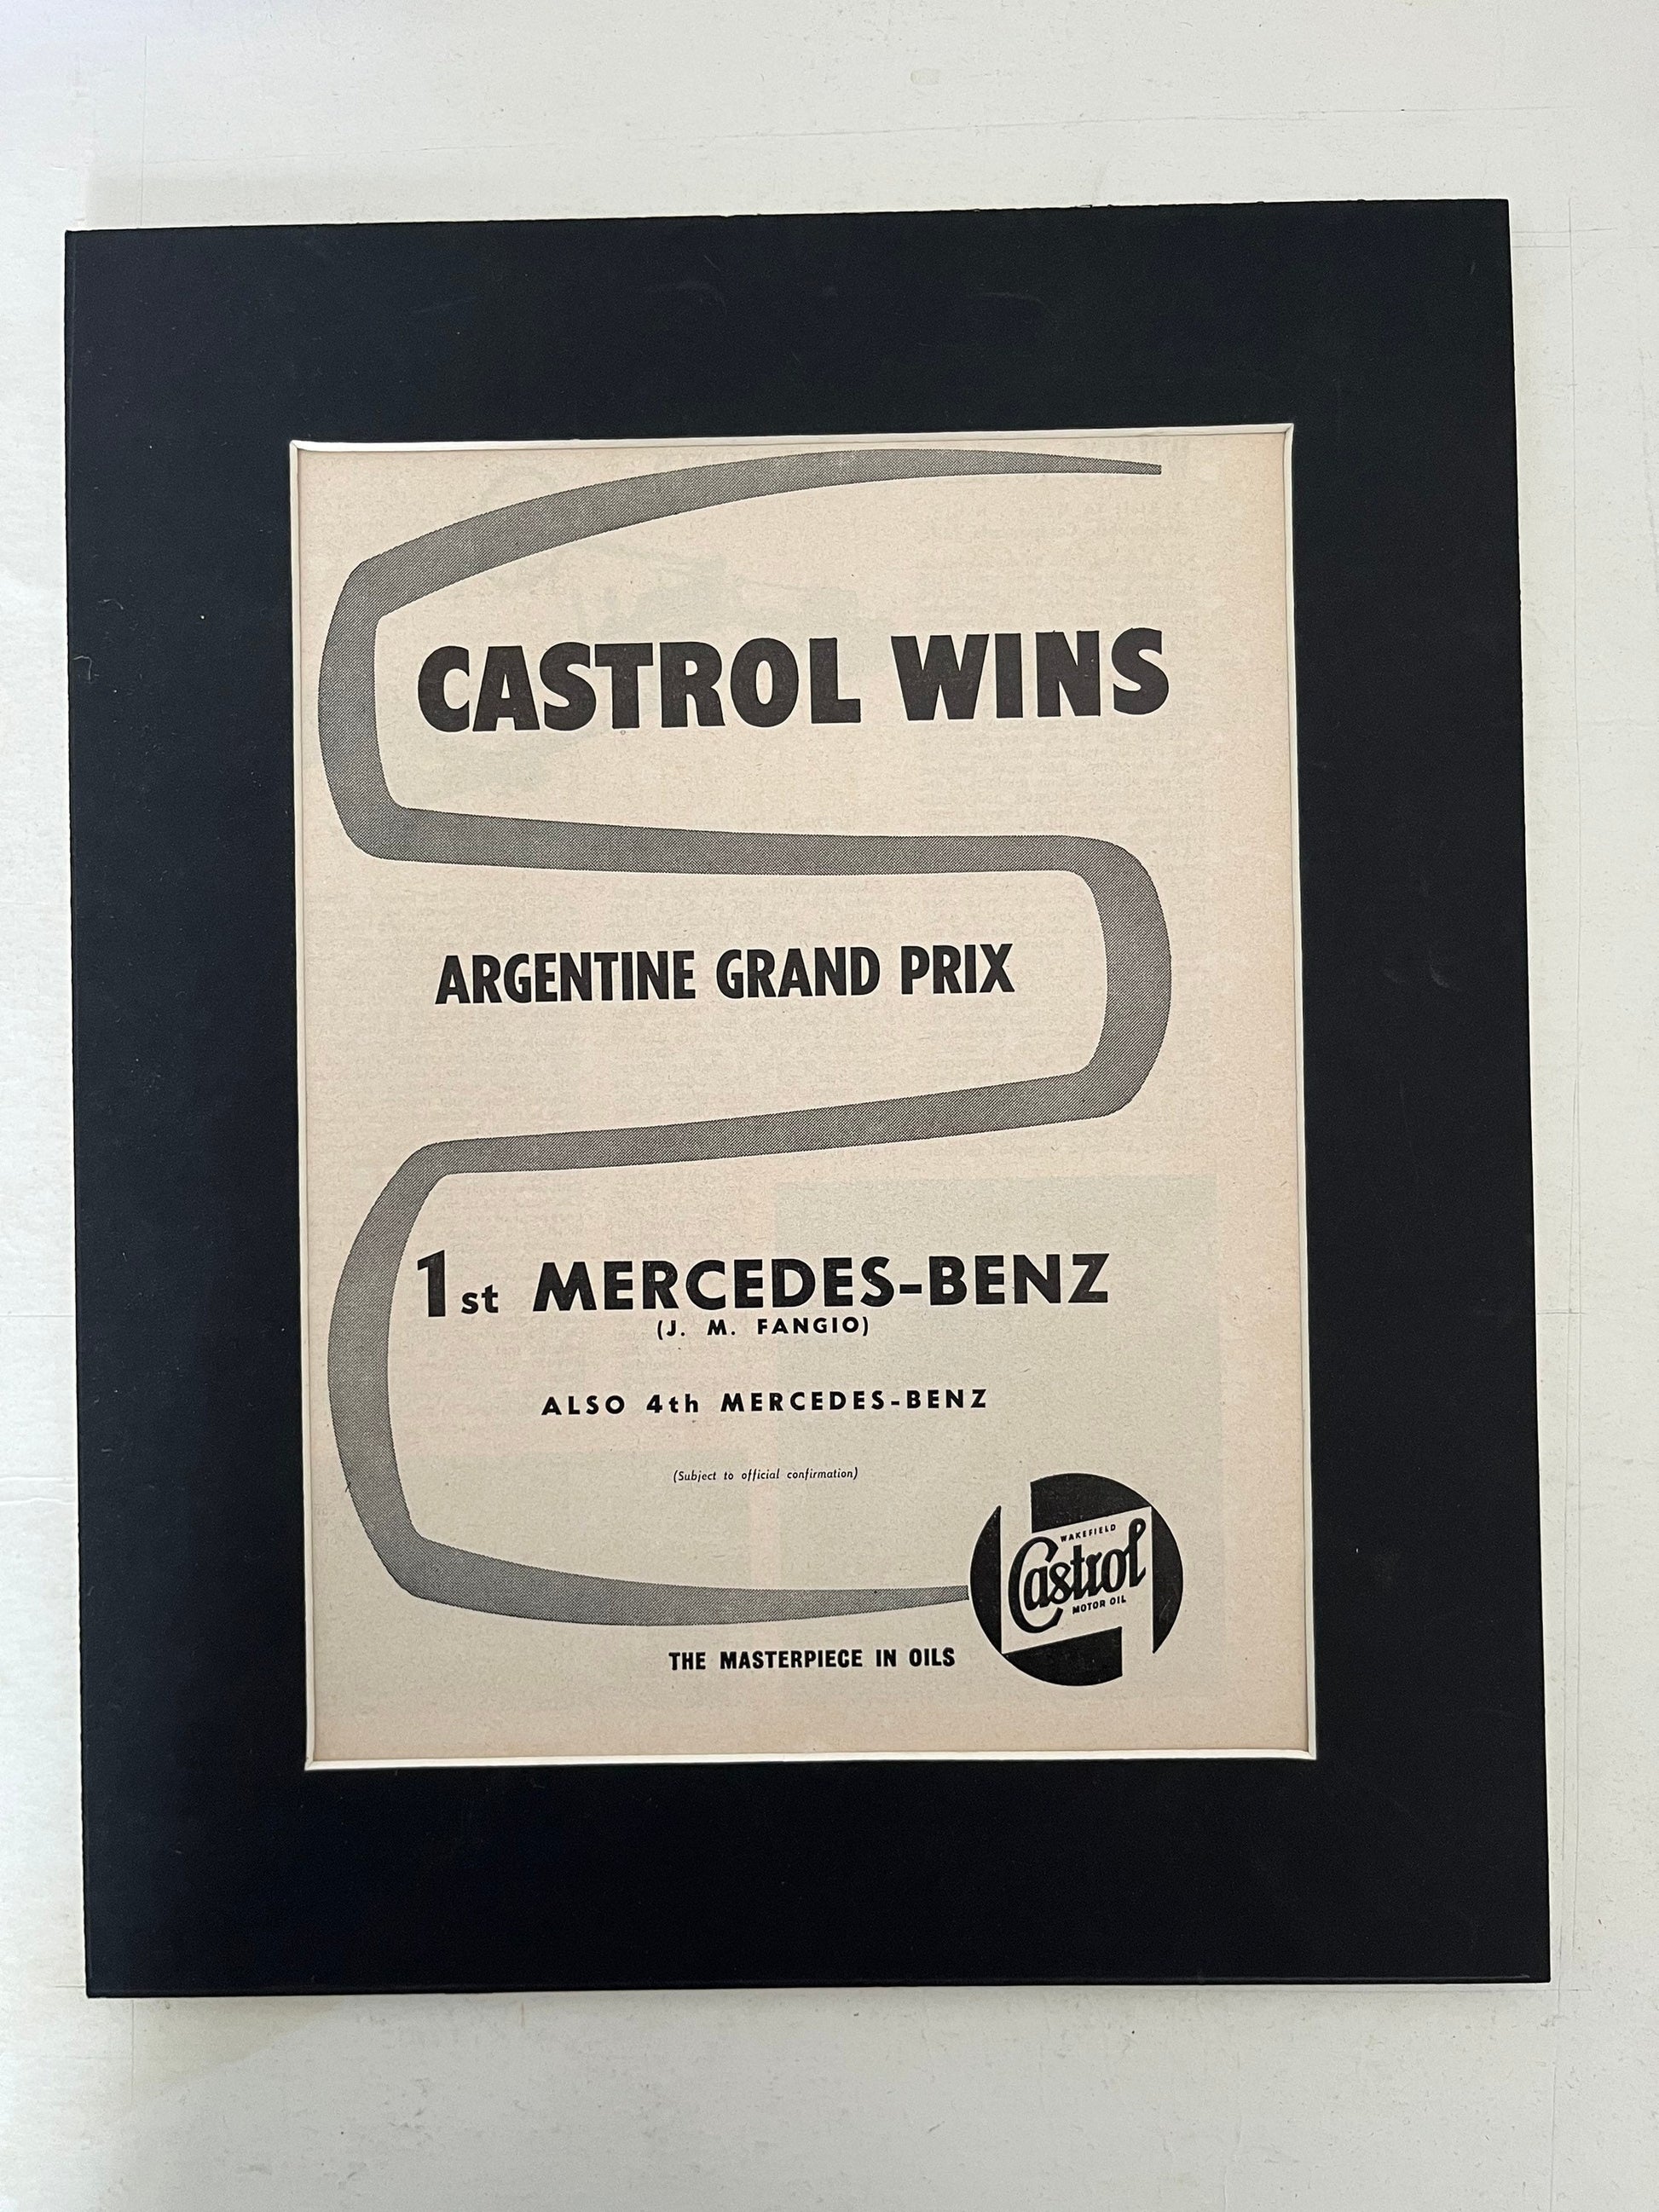 CASTROL WINS
ARGENTINE GRAND PRIX
1st MERCEDES-BENZ
(J. M. FANGIO)
ALSO 4th MERCEDES-BENZ
(Subject to official confirmation)
WAKEFIELD
Castrol
MOTOR OIL
THE MASTERPIECE IN OILS